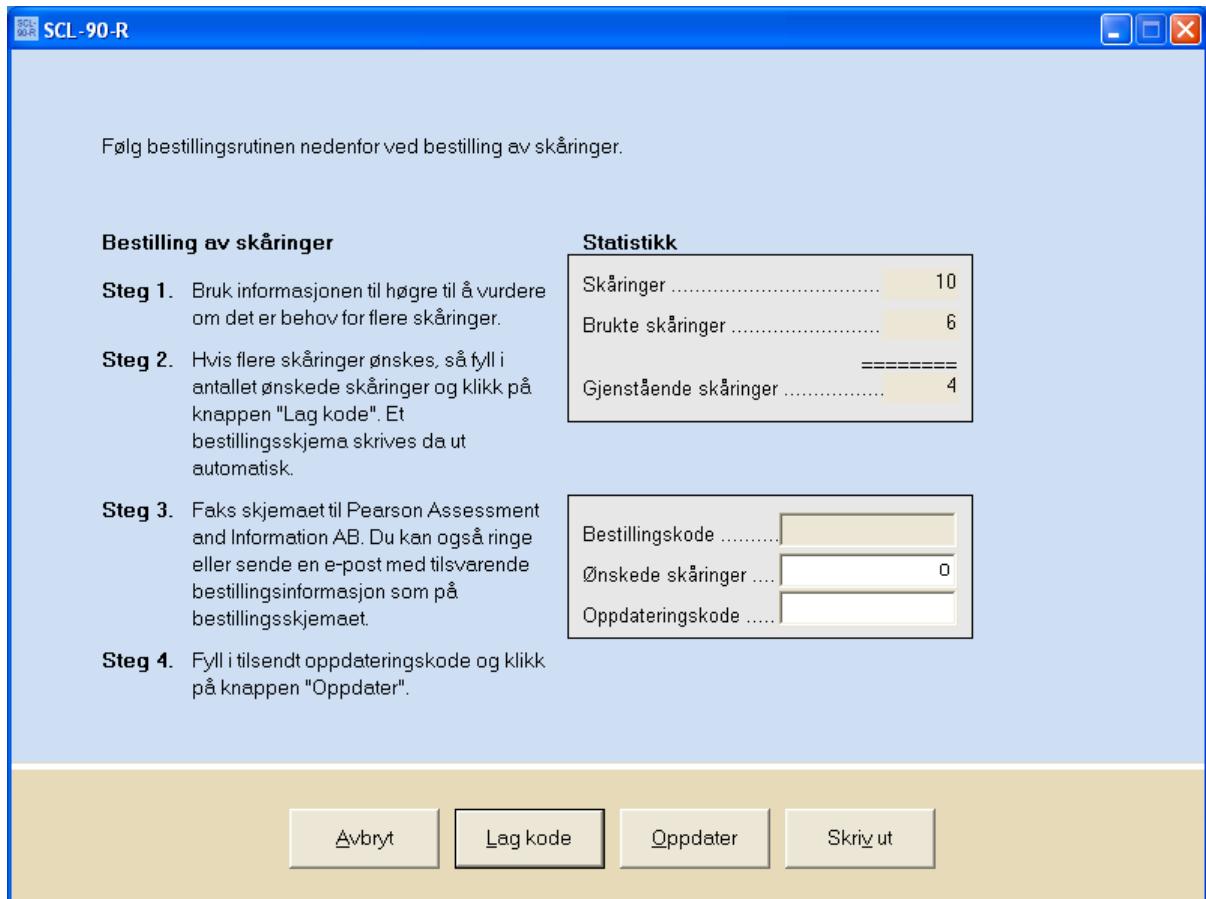 SCL-90-R
SCL-90-R
Følg bestillingsrutinen nedenfor ved bestilling av skåringer.
Bestilling av skåringer
Steg 1. Bruk informasjonen til høgre til å vurdere
om det er behov for flere skåringer.
Steg 2. Hvis flere skåringer ønskes, så fyll i
antallet ønskede skåringer og klikk på
knappen "Lag kode". Et
bestillingsskjema skrives da ut
automatisk.
Steg 3. Faks skjemaet til Pearson Assessment
and Information AB. Du kan også ringe
eller sende en e-post med tilsvarende
bestillingsinformasjon som på
bestillingsskjemaet.
Steg 4. Fyll i tilsendt oppdateringskode og klikk
på knappen "Oppdater".
Statistikk
Skåringer .................................. 10
Brukte skåringer ......................... 6
========
Gjenstående skåringer ................. 4
Bestillingskode ..........
Ønskede skåringer .... 0
Oppdateringskode .....
Avbryt
Lag kode
Oppdater
Skriv ut